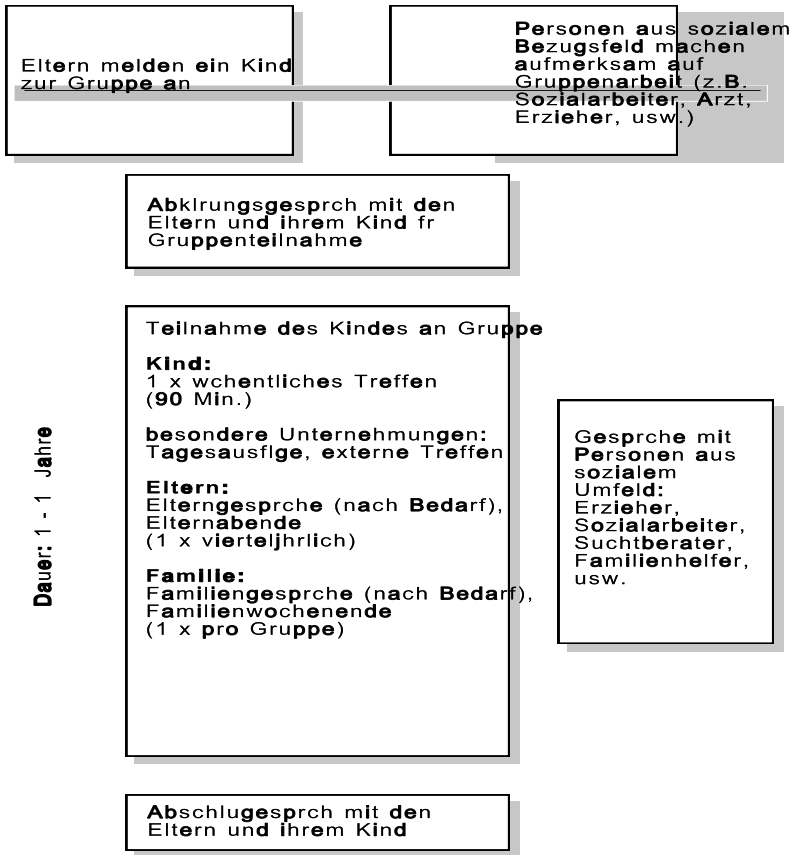 Eltern melden ein Kind
zur Gruppe an
Personen aus sozialem
Bezugsfeld machen
aufmerksam auf
Gruppenarbeit (z.B.
Sozialarbeiter, Arzt,
Erzieher, usw.)
Abklrungsgesprch mit den
Eltern und ihrem Kind fr
Gruppenteilnahme
Teilnahme des Kindes an Gruppe
Kind:
1 x wchentliches Treffen
(90 Min.)
besondere Unternehmungen:
Tagesausflge, externe Treffen
Eltern:
Elterngesprche (nach Bedarf),
Elternabende
(1 x vierteljhrlich)
Familie:
Familiengesprche (nach Bedarf),
Familienwochenende
(1 x pro Gruppe)
Dauer: 1 - 1 Jahre
Gesprche mit
Personen aus
sozialem
Umfeld:
Erzieher,
Sozialarbeiter,
Suchtberater,
Familienhelfer,
usw.
Abschlugesprch mit den
Eltern und ihrem Kind